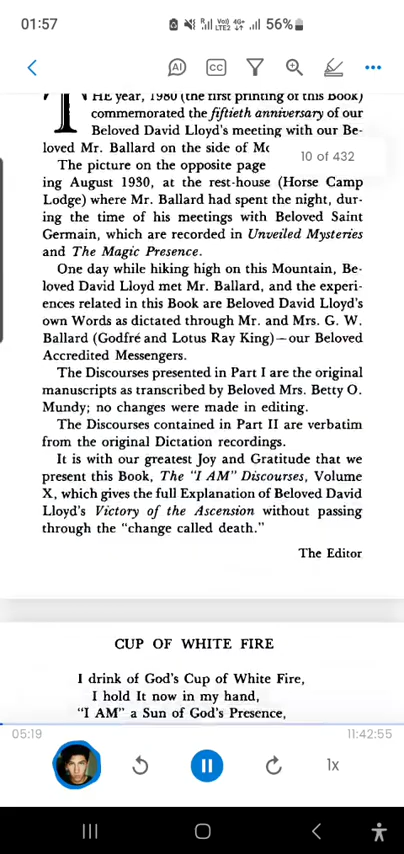 01:57
56%
AI CC
THE year, 1980 (the first printing of this Book)
commemorated the fiftieth anniversary of our
Beloved David Lloyd's meeting with our Be-
loved Mr. Ballard on the side of
10 of 432
The picture on the opposite page
ing August 1930, at the rest-house (Horse Camp
Lodge) where Mr. Ballard had spent the night, dur-
ing the time of his meetings with Beloved Saint
Germain, which are recorded in Unveiled Mysteries
and The Magic Presence.
One day while hiking high on this Mountain, Be-
loved David Lloyd met Mr. Ballard, and the experi-
ences related in this Book are Beloved David Lloyd's
own Words as dictated through Mr. and Mrs. G. W.
Ballard (Godfré and Lotus Ray King)—our Beloved
Accredited Messengers.
The Discourses presented in Part I are the original
manuscripts as transcribed by Beloved Mrs. Betty O.
Mundy; no changes were made in editing.
The Discourses contained in Part II are verbatim
from the original Dictation recordings.
It is with our greatest Joy and Gratitude that we
present this Book, The "I AM" Discourses, Volume
X, which gives the full Explanation of Beloved David
Lloyd's Victory of the Ascension without passing
through the "change called death."
The Editor
CUP OF WHITE FIRE
I drink of God's Cup of White Fire,
I hold It now in my hand,
"I AM" a Sun of God's Presence,
05:19
11:42:55
1x